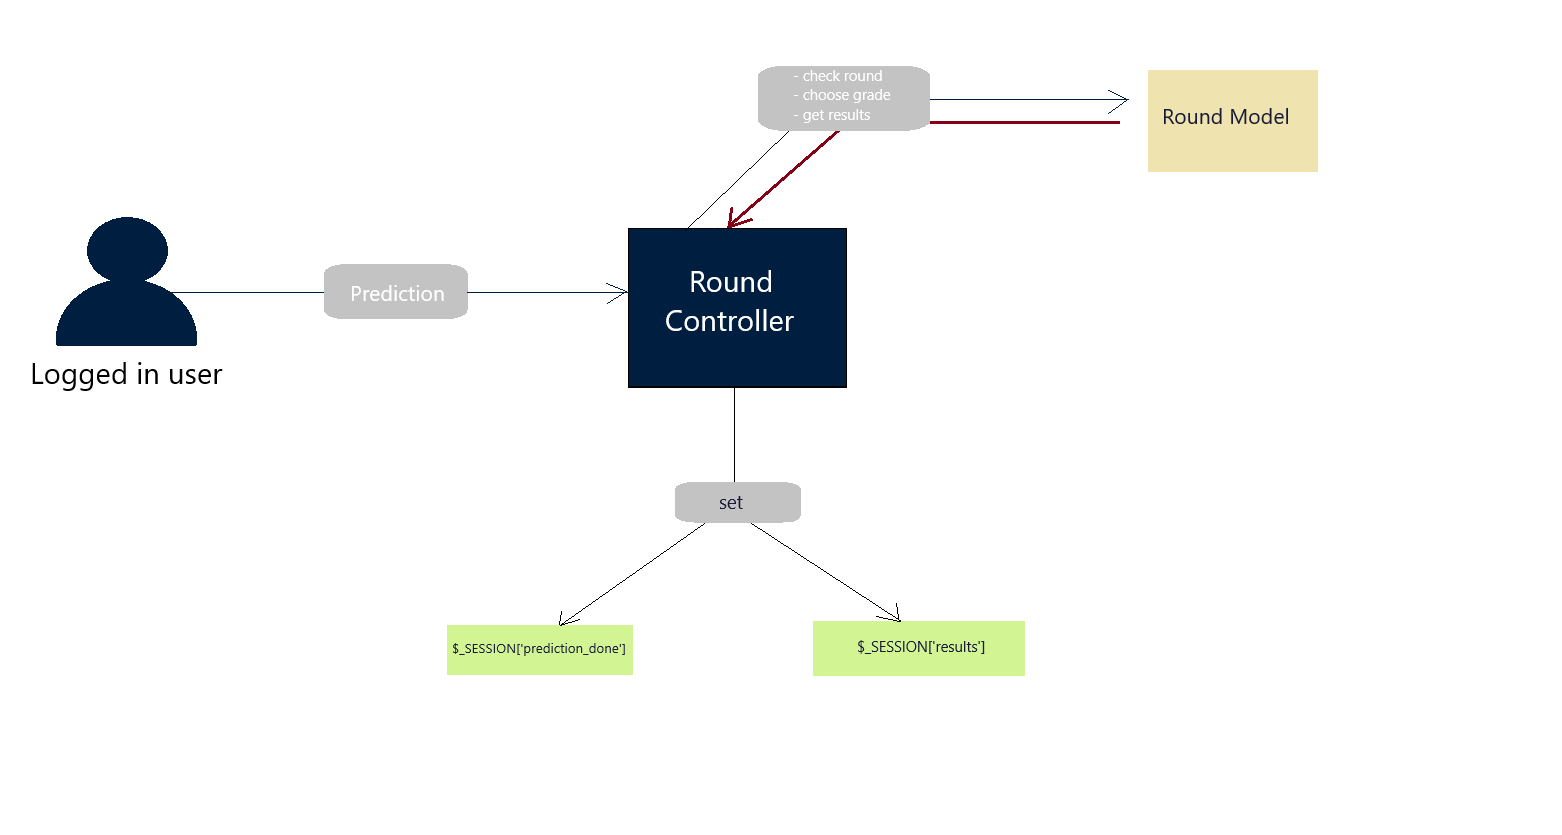 - check round
- choose grade
- get results
Round Model
Prediction
Round
Controller
Logged in user
set
$_SESSION['prediction_done']
$_SESSION['results']